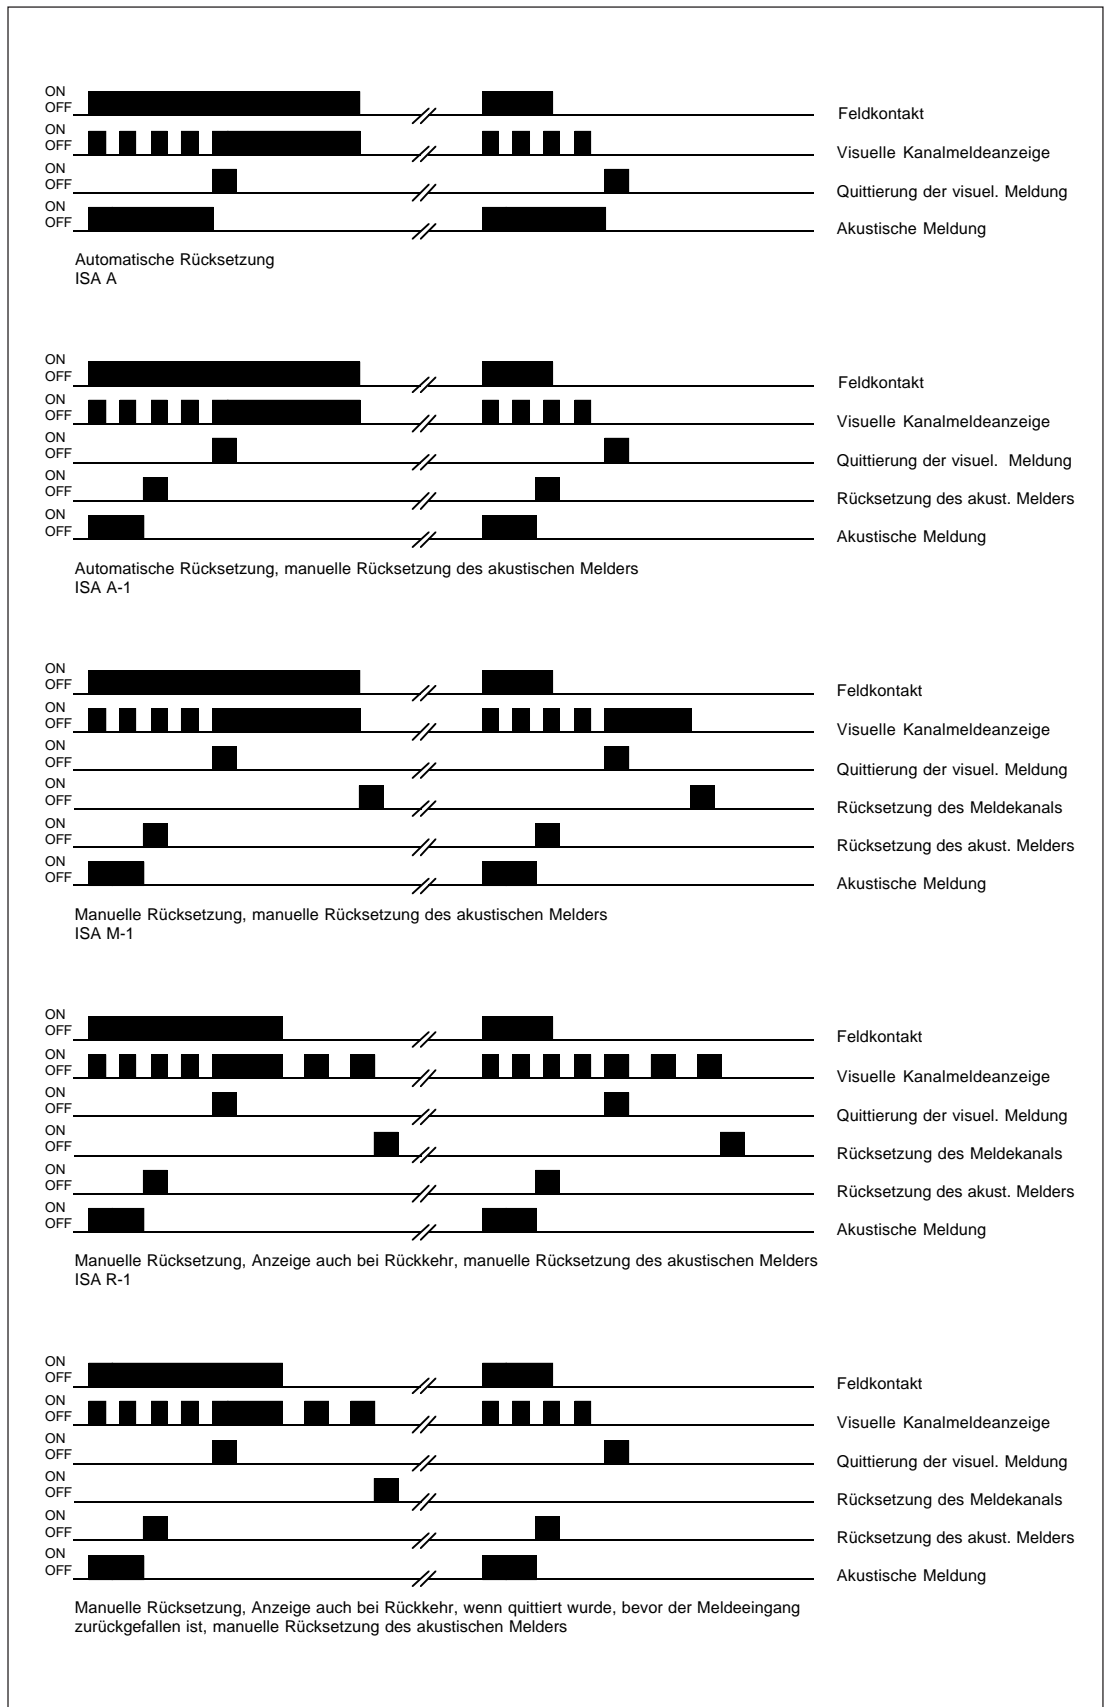 ON
OFF
Feldkontakt
ON
OFF
Visuelle Kanalmeldeanzeige
ON
OFF
Quittierung der visuel. Meldung
ON
OFF
Akustische Meldung
Automatische Rücksetzung
ISA A
ON
OFF
Feldkontakt
ON
OFF
Visuelle Kanalmeldeanzeige
ON
OFF
Quittierung der visuel. Meldung
ON
OFF
Rücksetzung des akust. Melders
ON
OFF
Akustische Meldung
Automatische Rücksetzung, manuelle Rücksetzung des akustischen Melders
ISA A-1
ON
OFF
Feldkontakt
ON
OFF
Visuelle Kanalmeldeanzeige
ON
OFF
Quittierung der visuel. Meldung
ON
OFF
Rücksetzung des Meldekanals
ON
OFF
Rücksetzung des akust. Melders
ON
OFF
Akustische Meldung
Manuelle Rücksetzung, manuelle Rücksetzung des akustischen Melders
ISA M-1
ON
OFF
Feldkontakt
ON
OFF
Visuelle Kanalmeldeanzeige
ON
OFF
Quittierung der visuel. Meldung
ON
OFF
Rücksetzung des Meldekanals
ON
OFF
Rücksetzung des akust. Melders
ON
OFF
Akustische Meldung
Manuelle Rücksetzung, Anzeige auch bei Rückkehr, manuelle Rücksetzung des akustischen Melders
ISA R-1
ON
OFF
Feldkontakt
ON
OFF
Visuelle Kanalmeldeanzeige
ON
OFF
Quittierung der visuel. Meldung
ON
OFF
Rücksetzung des Meldekanals
ON
OFF
Rücksetzung des akust. Melders
ON
OFF
Akustische Meldung
Manuelle Rücksetzung, Anzeige auch bei Rückkehr, wenn quittiert wurde, bevor der Meldeeingang
zurückgefallen ist, manuelle Rücksetzung des akustischen Melders